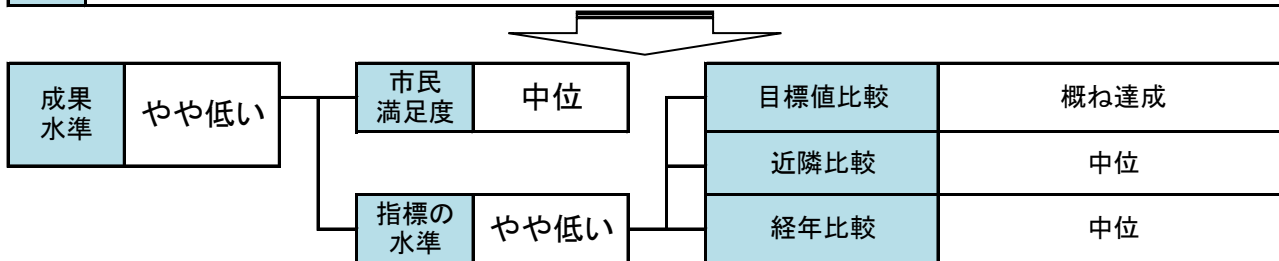 成果
水準
やや低い
市民
満足度
中位
指標の
水準
やや低い
目標値比較
概ね達成
近隣比較
中位
経年比較
中位